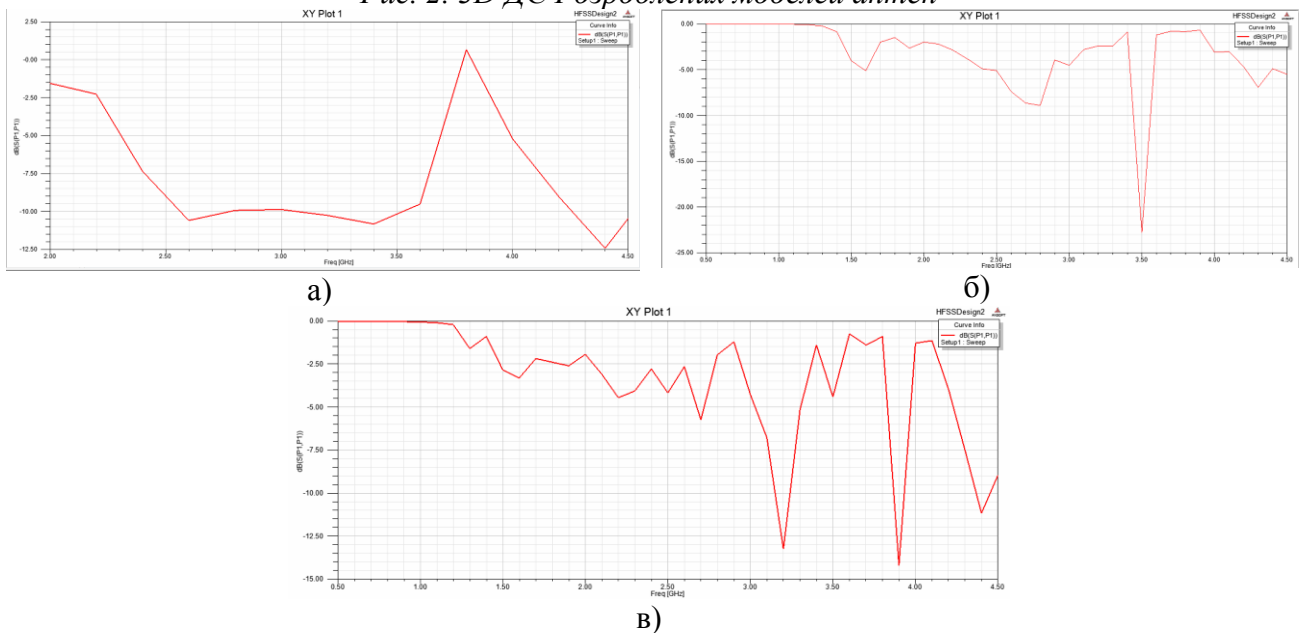 Рис. 2. 3D ДС Розроблених моделей антен
XY Plot 1
HFSSDesign2
Curve Info
dB(S(P1,P1))
Setup1 : Sweep
2.50
-0.00
-2.50
-5.00
-7.50
-10.00
-12.50
dB(S(P1,P1))
2.00
2.50
3.00
3.50
4.00
4.50
Freq [GHz]
а)
XY Plot 1
HFSSDesign2
Curve Info
dB(S(P1,P1))
Setup1 : Sweep
0.00
-5.00
-10.00
-15.00
-20.00
-25.00
dB(S(P1,P1))
0.50
1.00
1.50
2.00
2.50
3.00
3.50
4.00
4.50
Freq [GHz]
б)
XY Plot 1
HFSSDesign2
Curve Info
dB(S(P1,P1))
Setup1 : Sweep
0.00
-2.50
-5.00
-7.50
-10.00
-12.50
-15.00
dB(S(P1,P1))
0.50
1.00
1.50
2.00
2.50
3.00
3.50
4.00
4.50
Freq [GHz]
в)